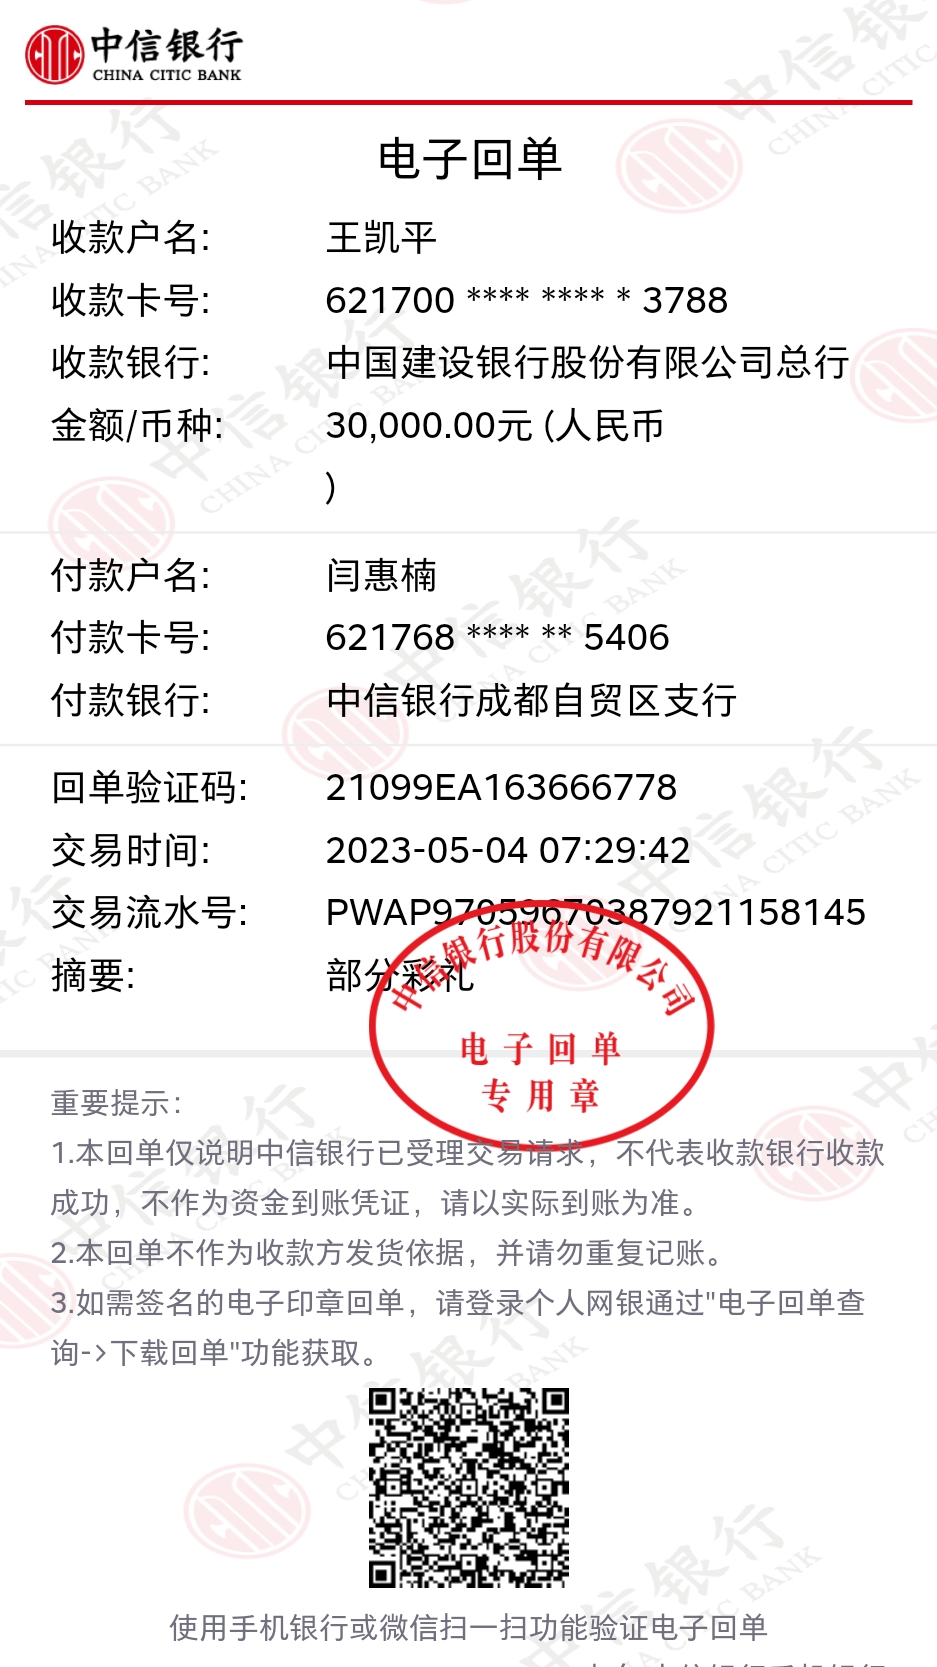 中信银行
CHINA CITIC BANK
电子回单
收款户名: 王凯平
收款卡号: 621700 **** **** * 3788
收款银行: 中国建设银行股份有限公司总行
金额/币种: 30,000.00元 (人民币
)
付款户名: 闫惠楠
付款卡号: 621768 **** ** 5406
付款银行: 中信银行成都自贸区支行
回单验证码: 21099EA163666778
交易时间: 2023-05-04 07:29:42
交易流水号: PWAP97059670387921158145
摘要: 部分彩礼
中信银行股份有限公司
电子回单
专用章
重要提示:
1.本回单仅说明中信银行已受理交易请求，不代表收款银行收款
成功，不作为资金到账凭证，请以实际到账为准。
2.本回单不作为收款方发货依据，并请勿重复记账。
3.如需签名的电子印章回单，请登录个人网银通过"电子回单查
询->下载回单"功能获取。
使用手机银行或微信扫一扫功能验证电子回单